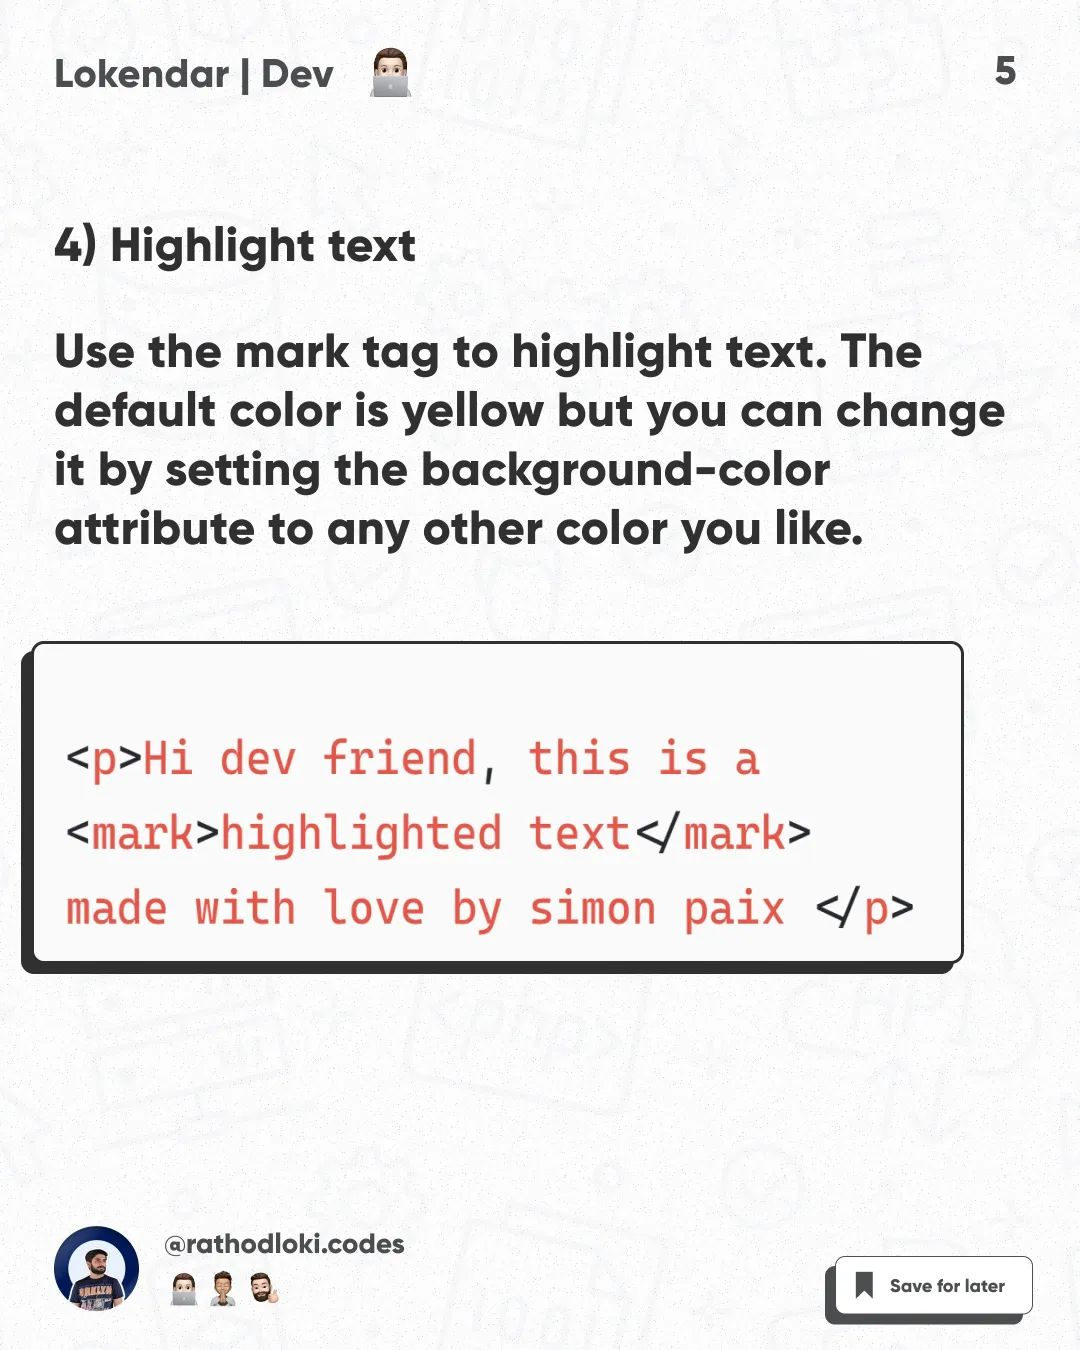 Lokendar | Dev
5
4) Highlight text
Use the mark tag to highlight text. The
default color is yellow but you can change
it by setting the background-color
attribute to any other color you like.
<p>Hi dev friend, this is a
<mark>highlighted text</mark>
made with love by simon paix </p>
@rathodloki.codes
Save for later